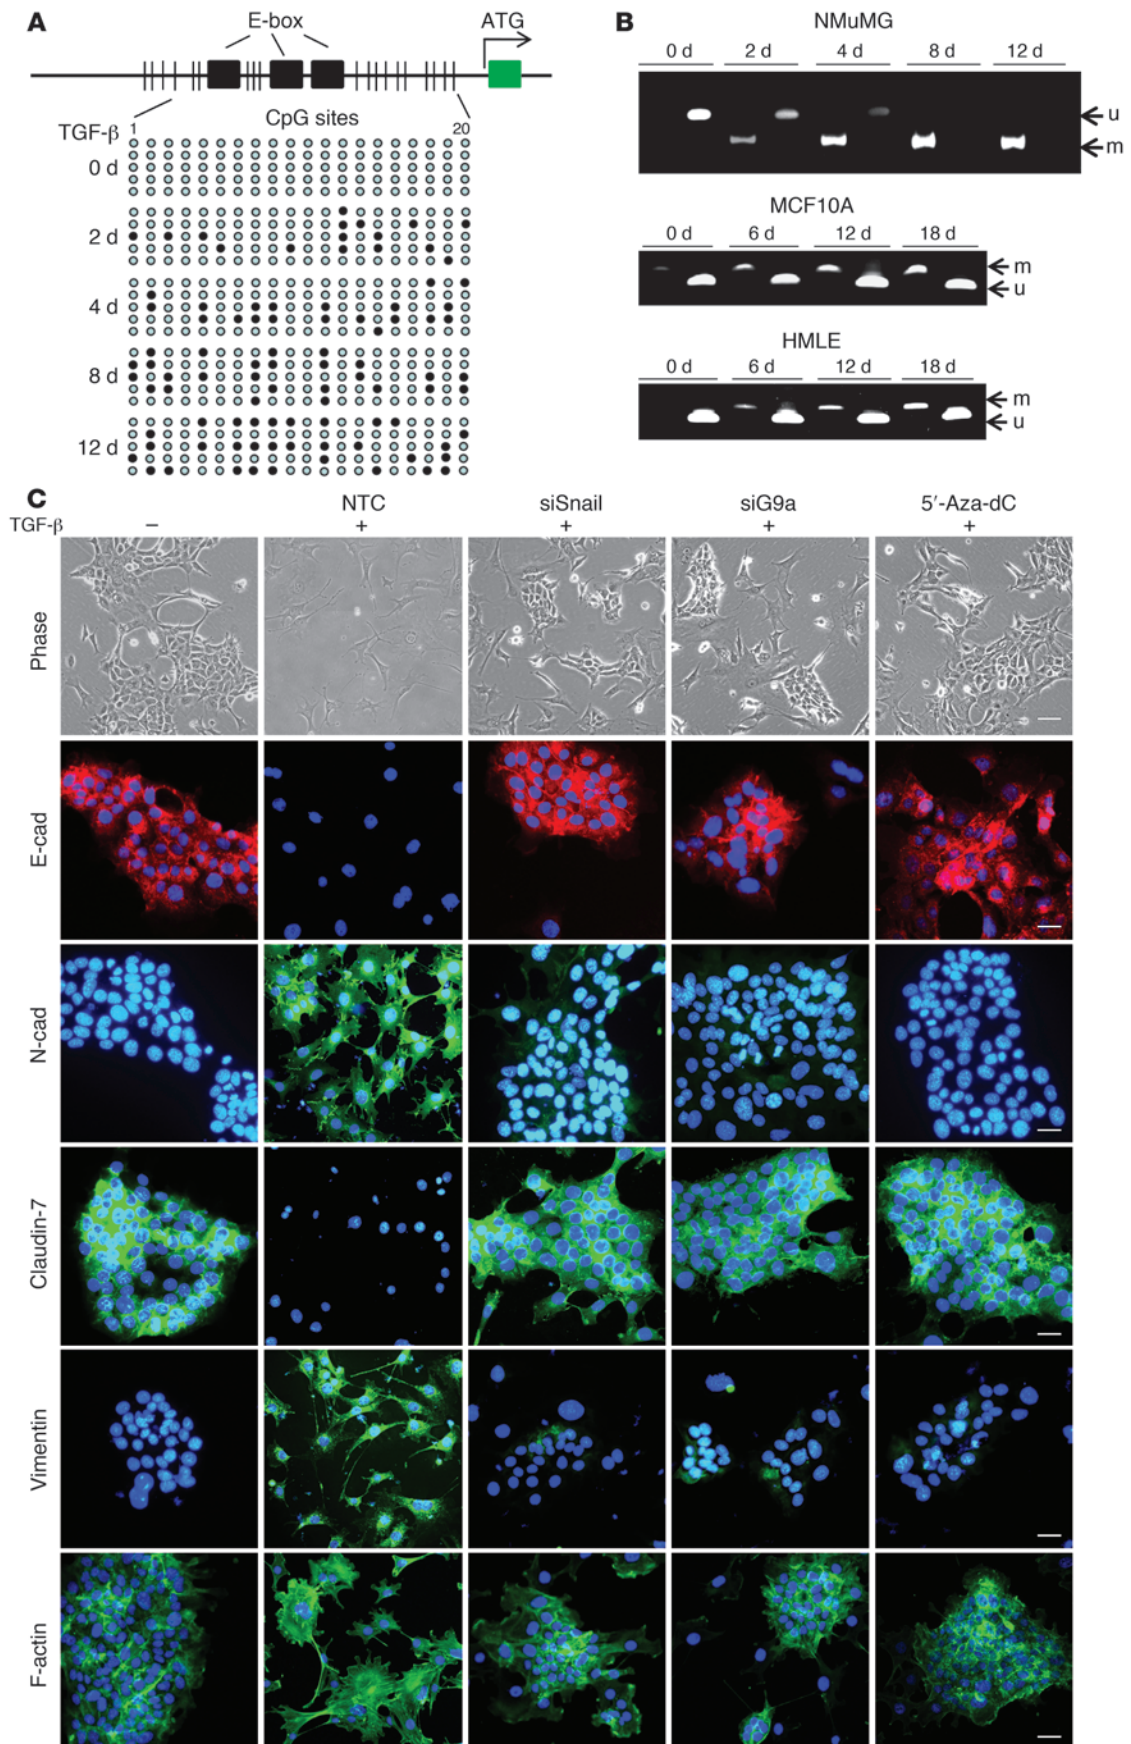 A
E-box
ATG
CpG sites
TGF-β
1
20
0 d
2 d
4 d
8 d
12 d
B
NMuMG
0 d 2 d 4 d 8 d 12 d
u
m
MCF10A
0 d 6 d 12 d 18 d
m
u
HMLE
0 d 6 d 12 d 18 d
m
u
C
NTC siSnail siG9a 5′-Aza-dC
TGF-β – + + + +
Phase
E-cad
N-cad
Claudin-7
Vimentin
F-actin